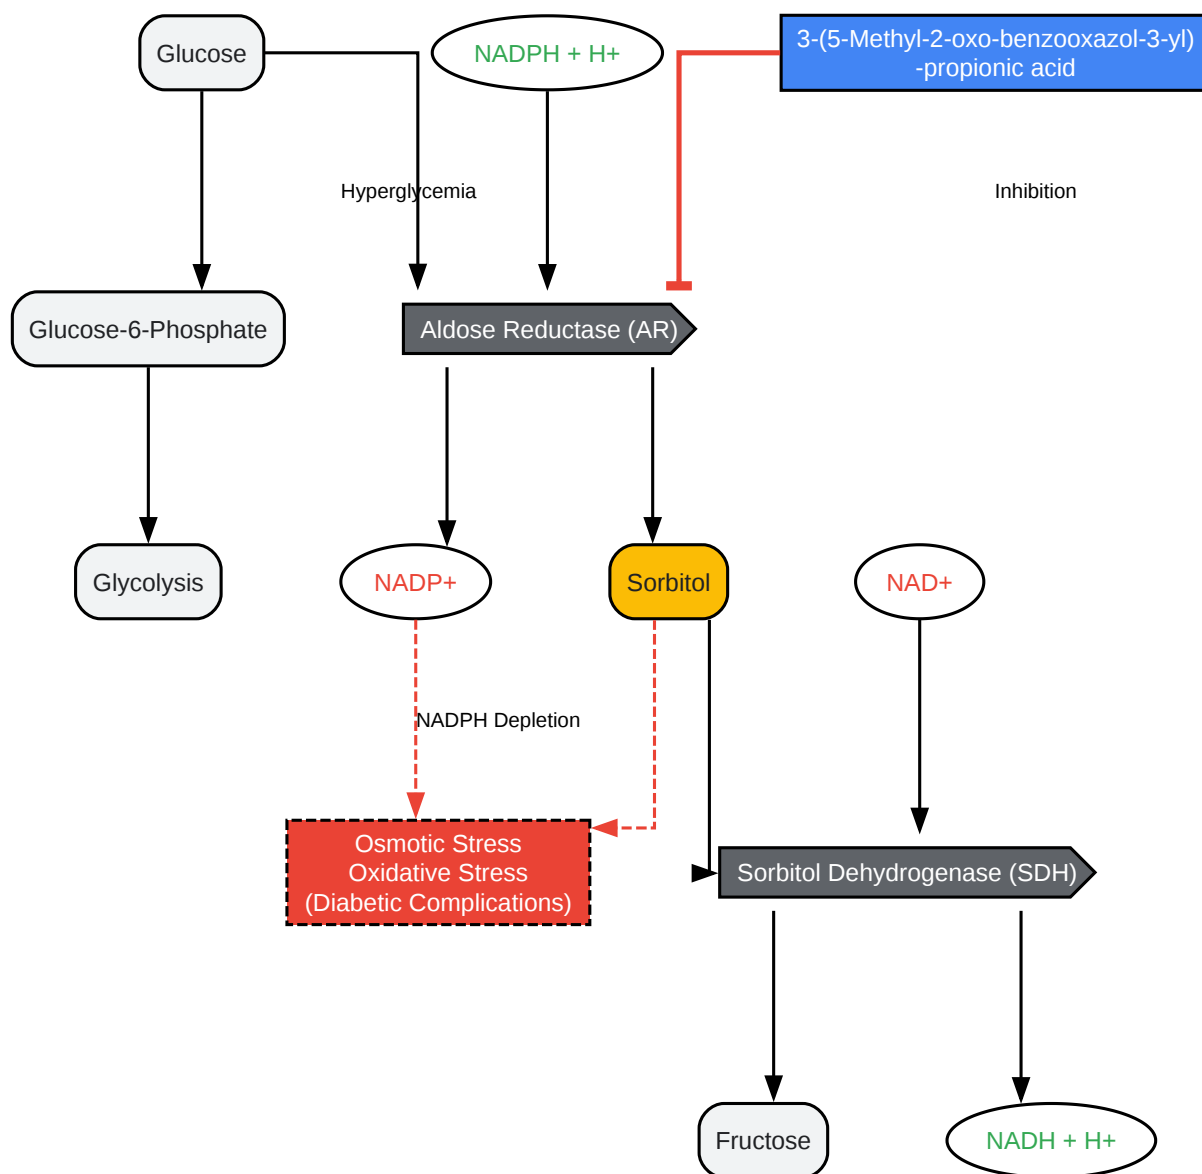 Glucose
NADPH + H+
3-(5-Methyl-2-oxo-benzooxazol-3-yl)
-propionic acid
Hyperglycemia
Inhibition
Glucose-6-Phosphate
Aldose Reductase (AR)
Glycolysis
NADP+
Sorbitol
NAD+
NADPH Depletion
Osmotic Stress
Oxidative Stress
(Diabetic Complications)
Sorbitol Dehydrogenase (SDH)
Fructose
NADH + H+